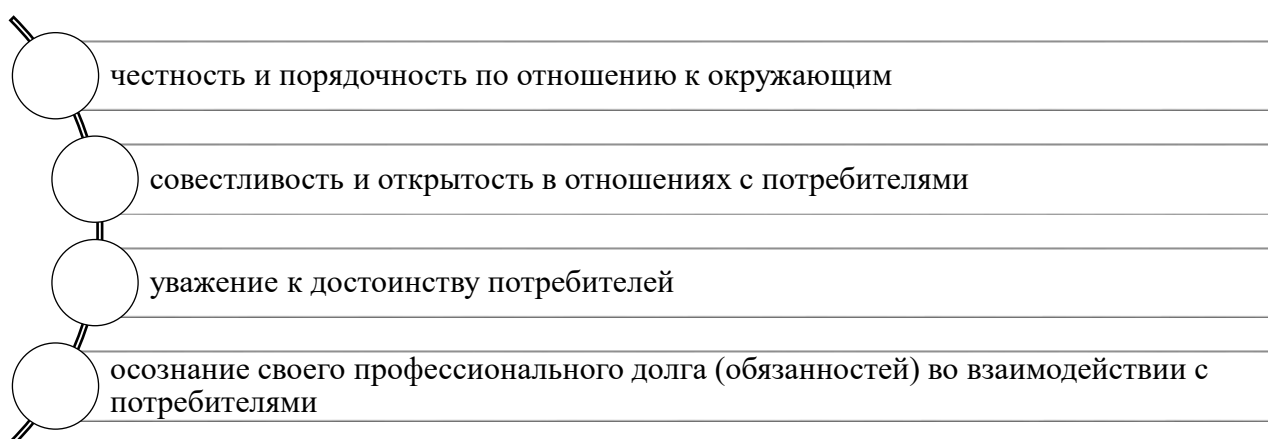 честность и порядочность по отношению к окружающим
совестливость и открытость в отношениях с потребителями
уважение к достоинству потребителей
осознание своего профессионального долга (обязанностей) во взаимодействии с
потребителями